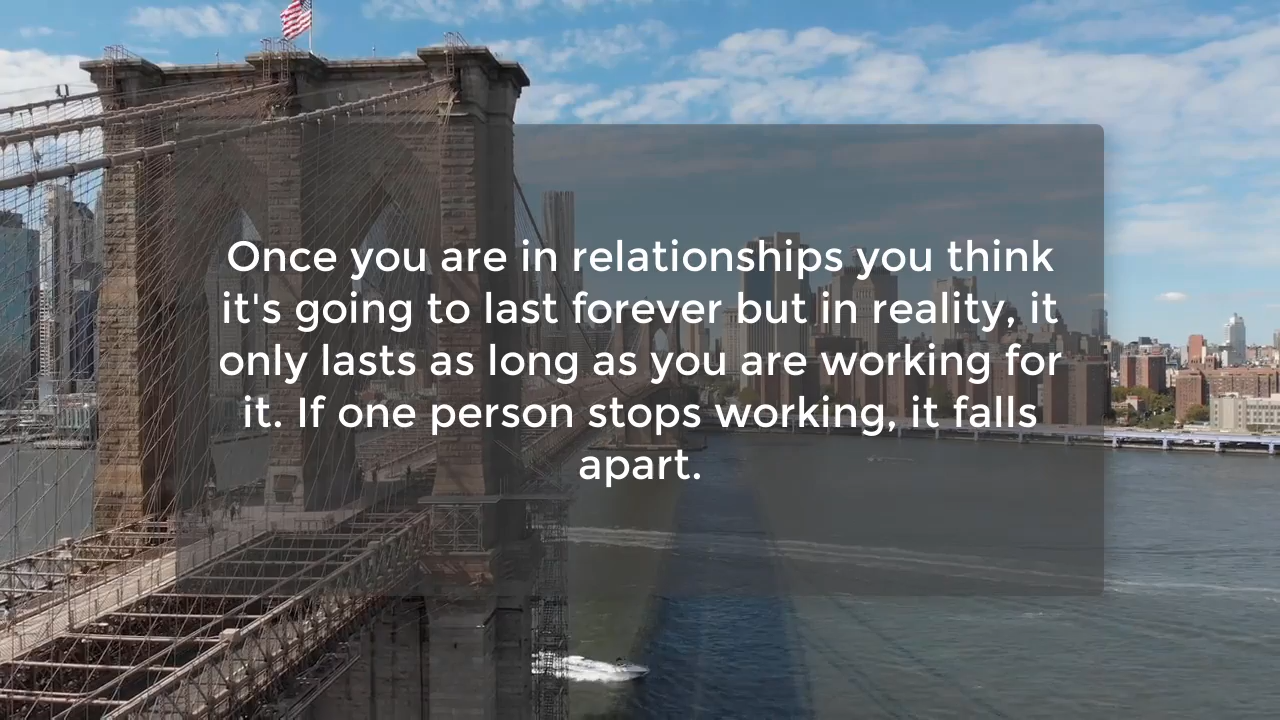 Once you are in relationships you think
it's going to last forever but in reality, it
only lasts as long as you are working for
it. If one person stops working, it falls
apart.